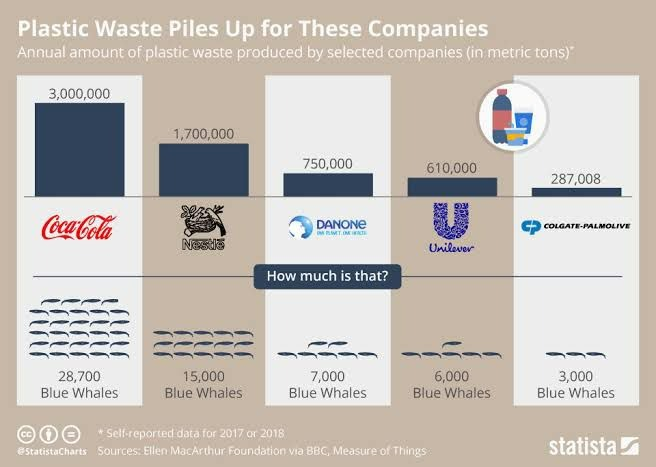 Plastic Waste Piles Up for These Companies
Annual amount of plastic waste produced by selected companies (in metric tons)*
3,000,000
1,700,000
750,000
610,000
287,008
Coca-Cola
Nestlé
DANONE
ONE PLANET. ONE HEALTH
Unilever
CP COLGATE-PALMOLIVE
How much is that?
28,700
Blue Whales
15,000
Blue Whales
7,000
Blue Whales
6,000
Blue Whales
3,000
Blue Whales
cc
@StatistaCharts
* Self-reported data for 2017 or 2018
Sources: Ellen MacArthur Foundation via BBC, Measure of Things
statista